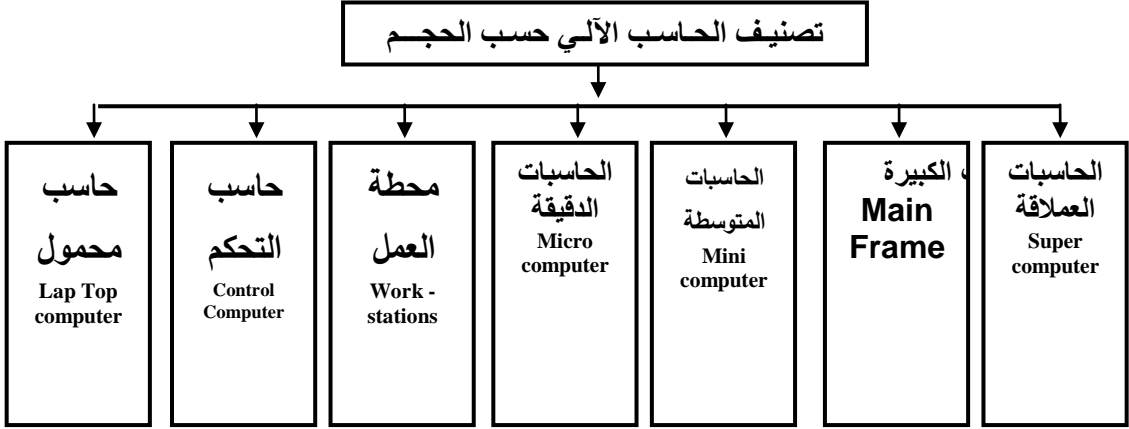 تصنيف الحاسب الآلي حسب الحجم
الحاسبات
العملاقة
Super
computer
الكبيرة
Main
Frame
الحاسبات
المتوسطة
Mini
computer
الحاسبات
الدقيقة
Micro
computer
محطة
العمل
Work -
stations
حاسب
التحكم
Control
Computer
حاسب
محمول
Lap Top
computer